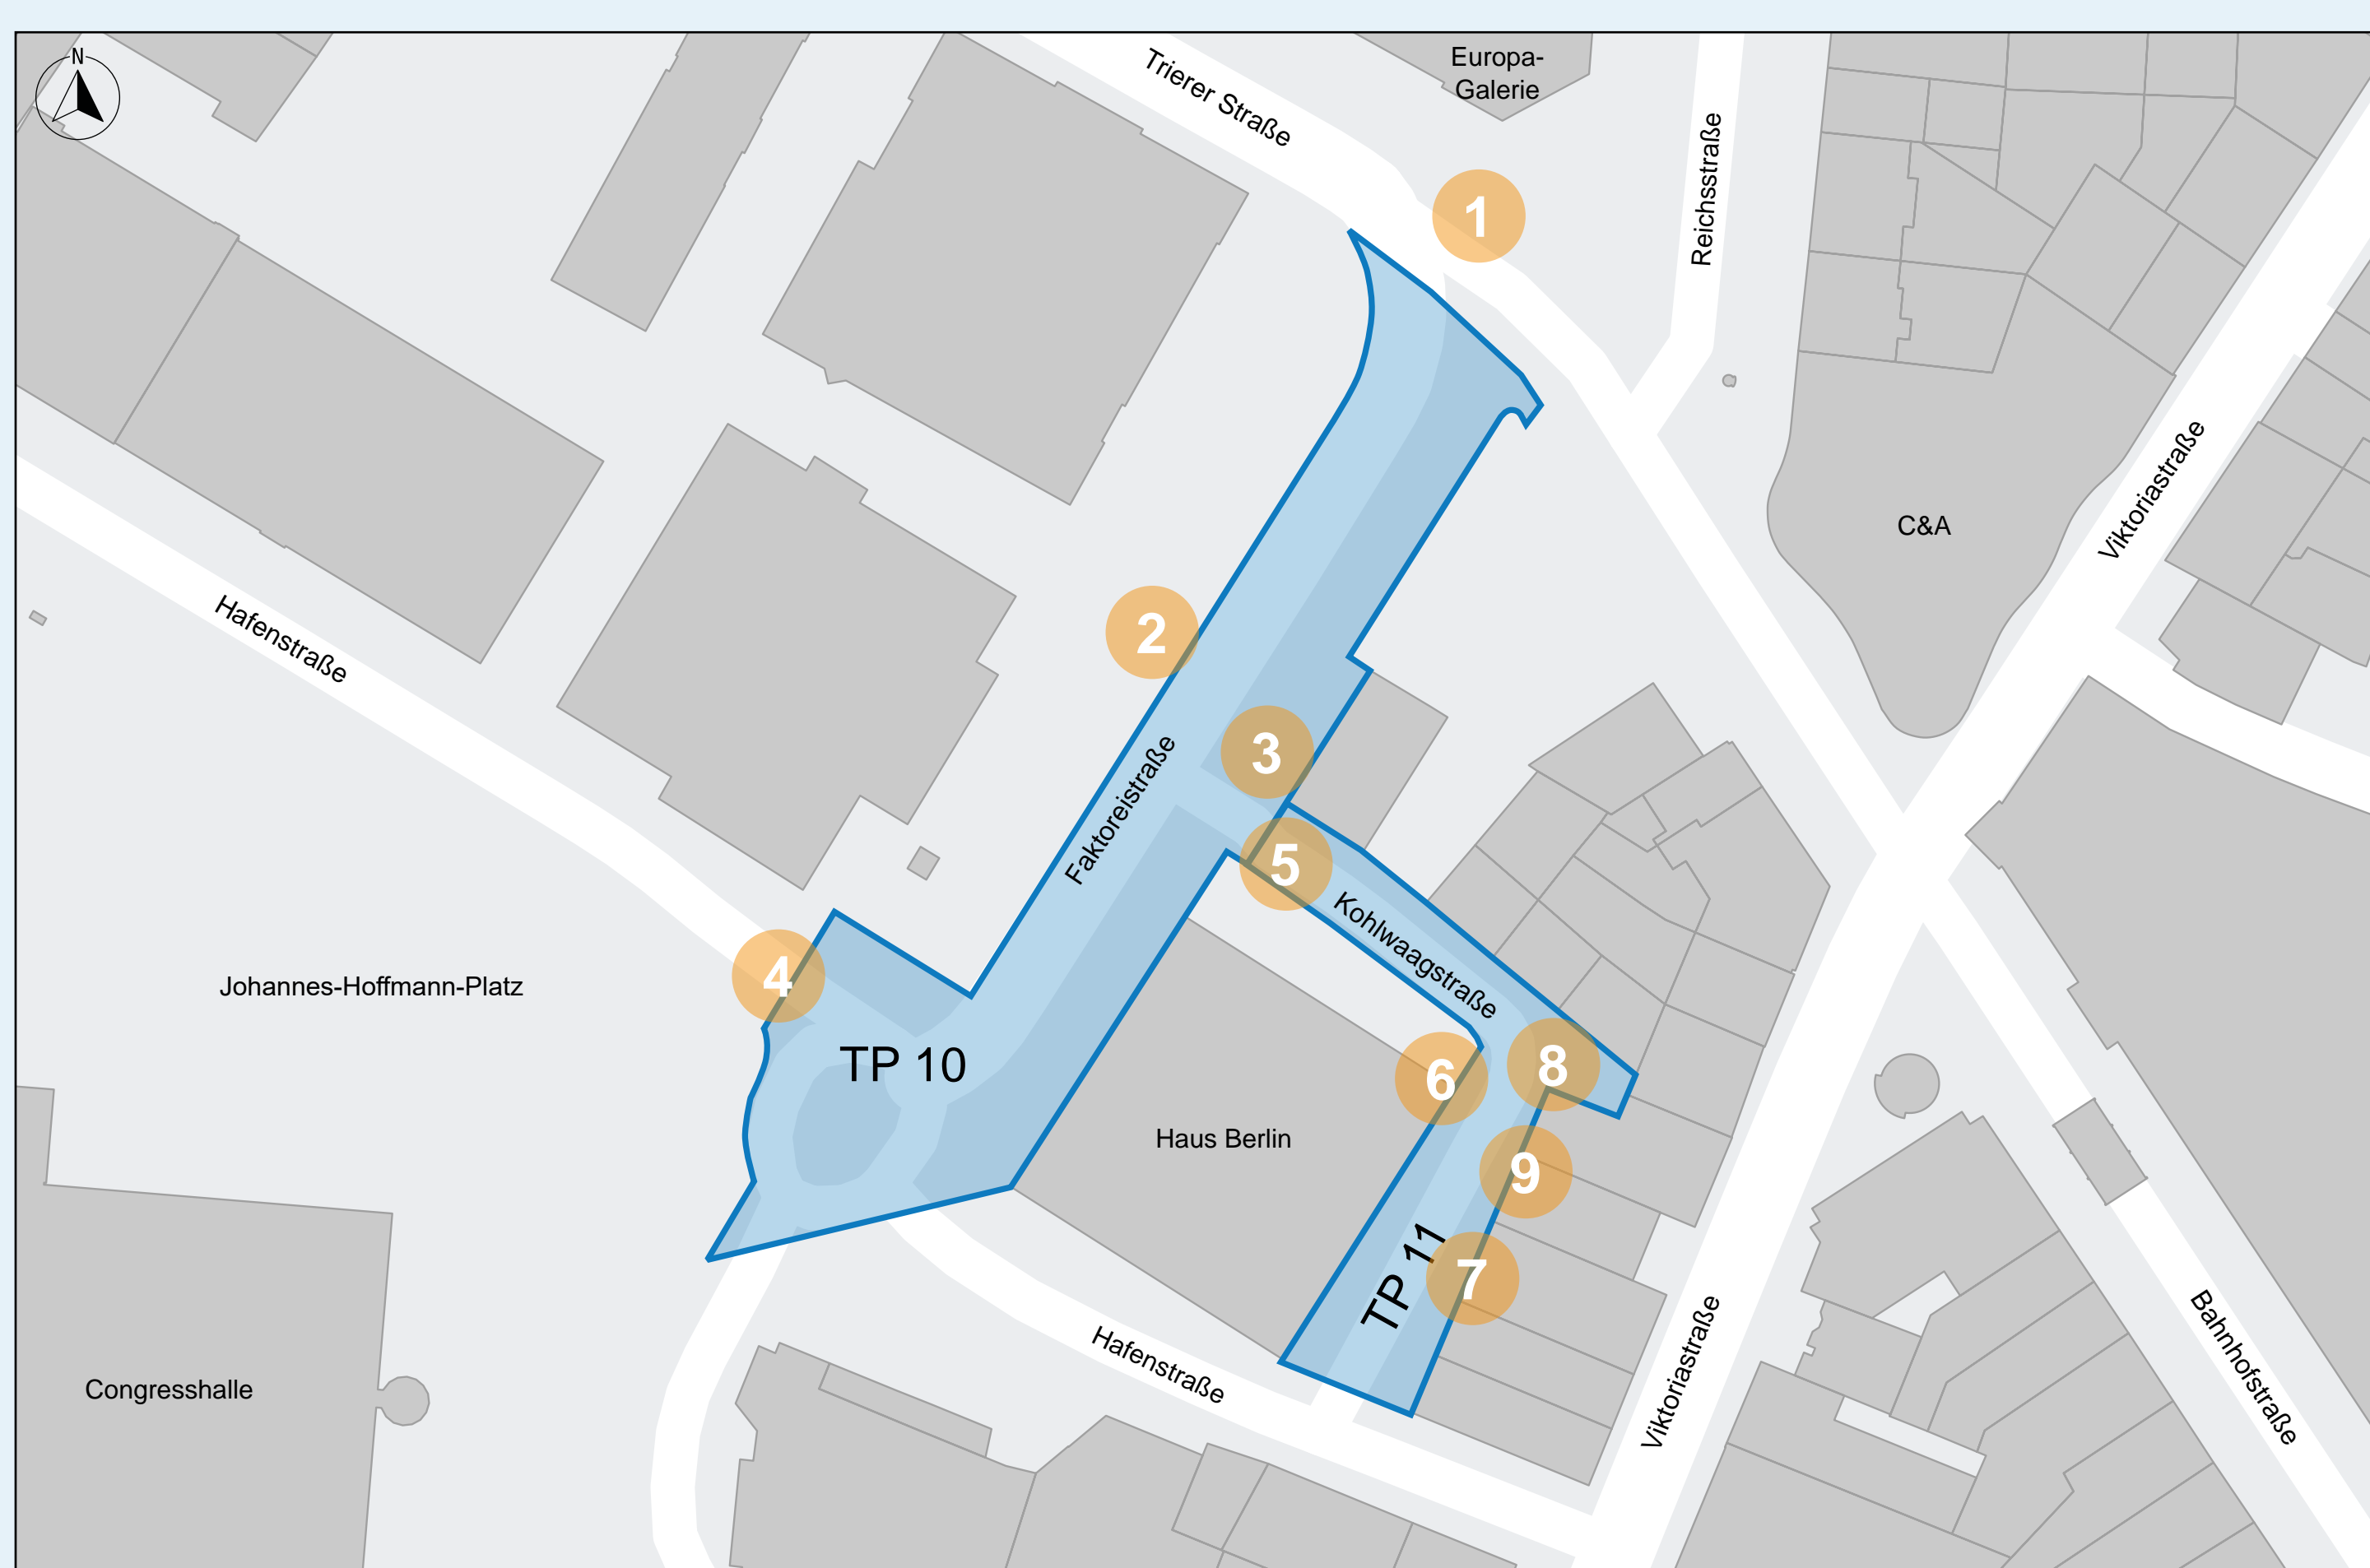 N
Trierer Straße
Europa-
Galerie
Reichsstraße
1
C&A
Viktoriastraße
Hafenstraße
2
3
Faktoreistraße
5
Kohlwaagstraße
4
Johannes-Hoffmann-Platz
TP 10
6
8
Haus Berlin
9
TP 11
7
Hafenstraße
Viktoriastraße
Bahnhofstraße
Congresshalle